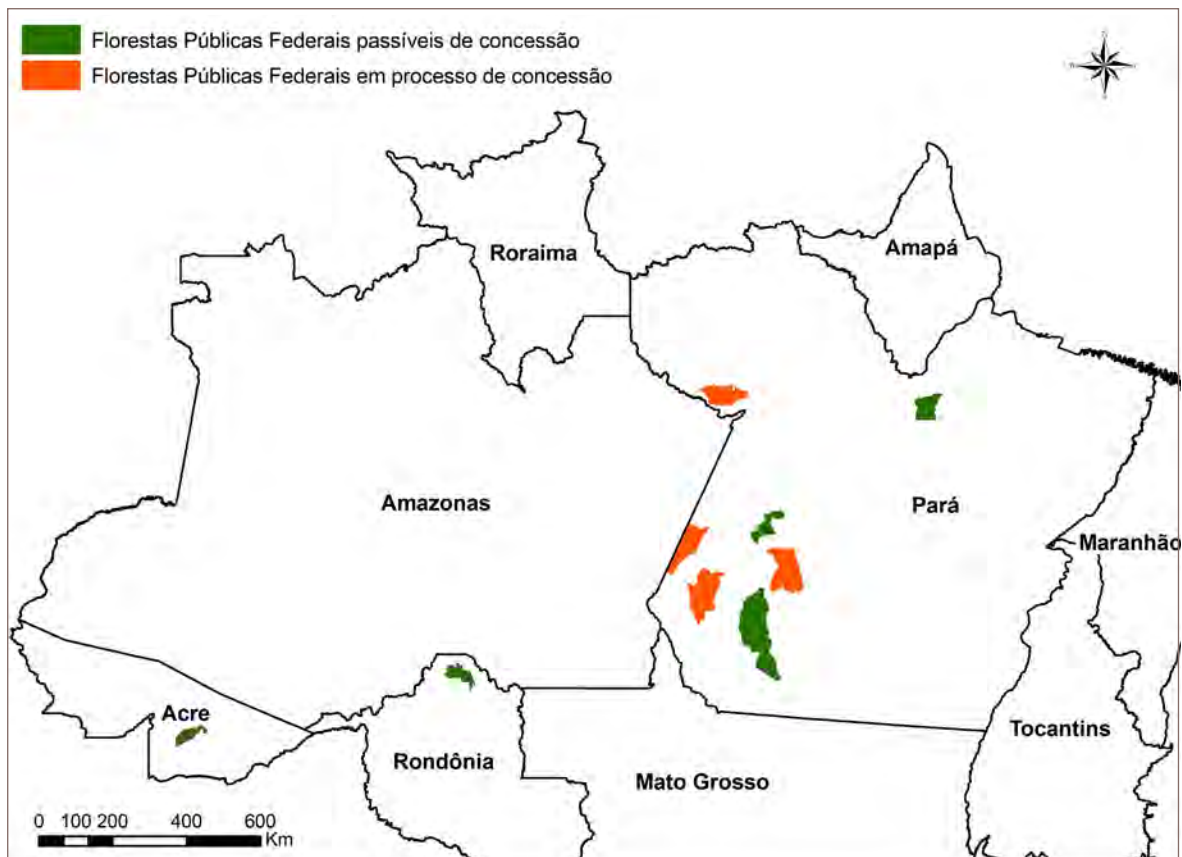 Florestas Públicas Federais passíveis de concessão
Florestas Públicas Federais em processo de concessão
Roraima
Amapá
Amazonas
Pará
Maranhão
Acre
Rondônia
Mato Grosso
Tocantins
0 100 200 400 600
Km